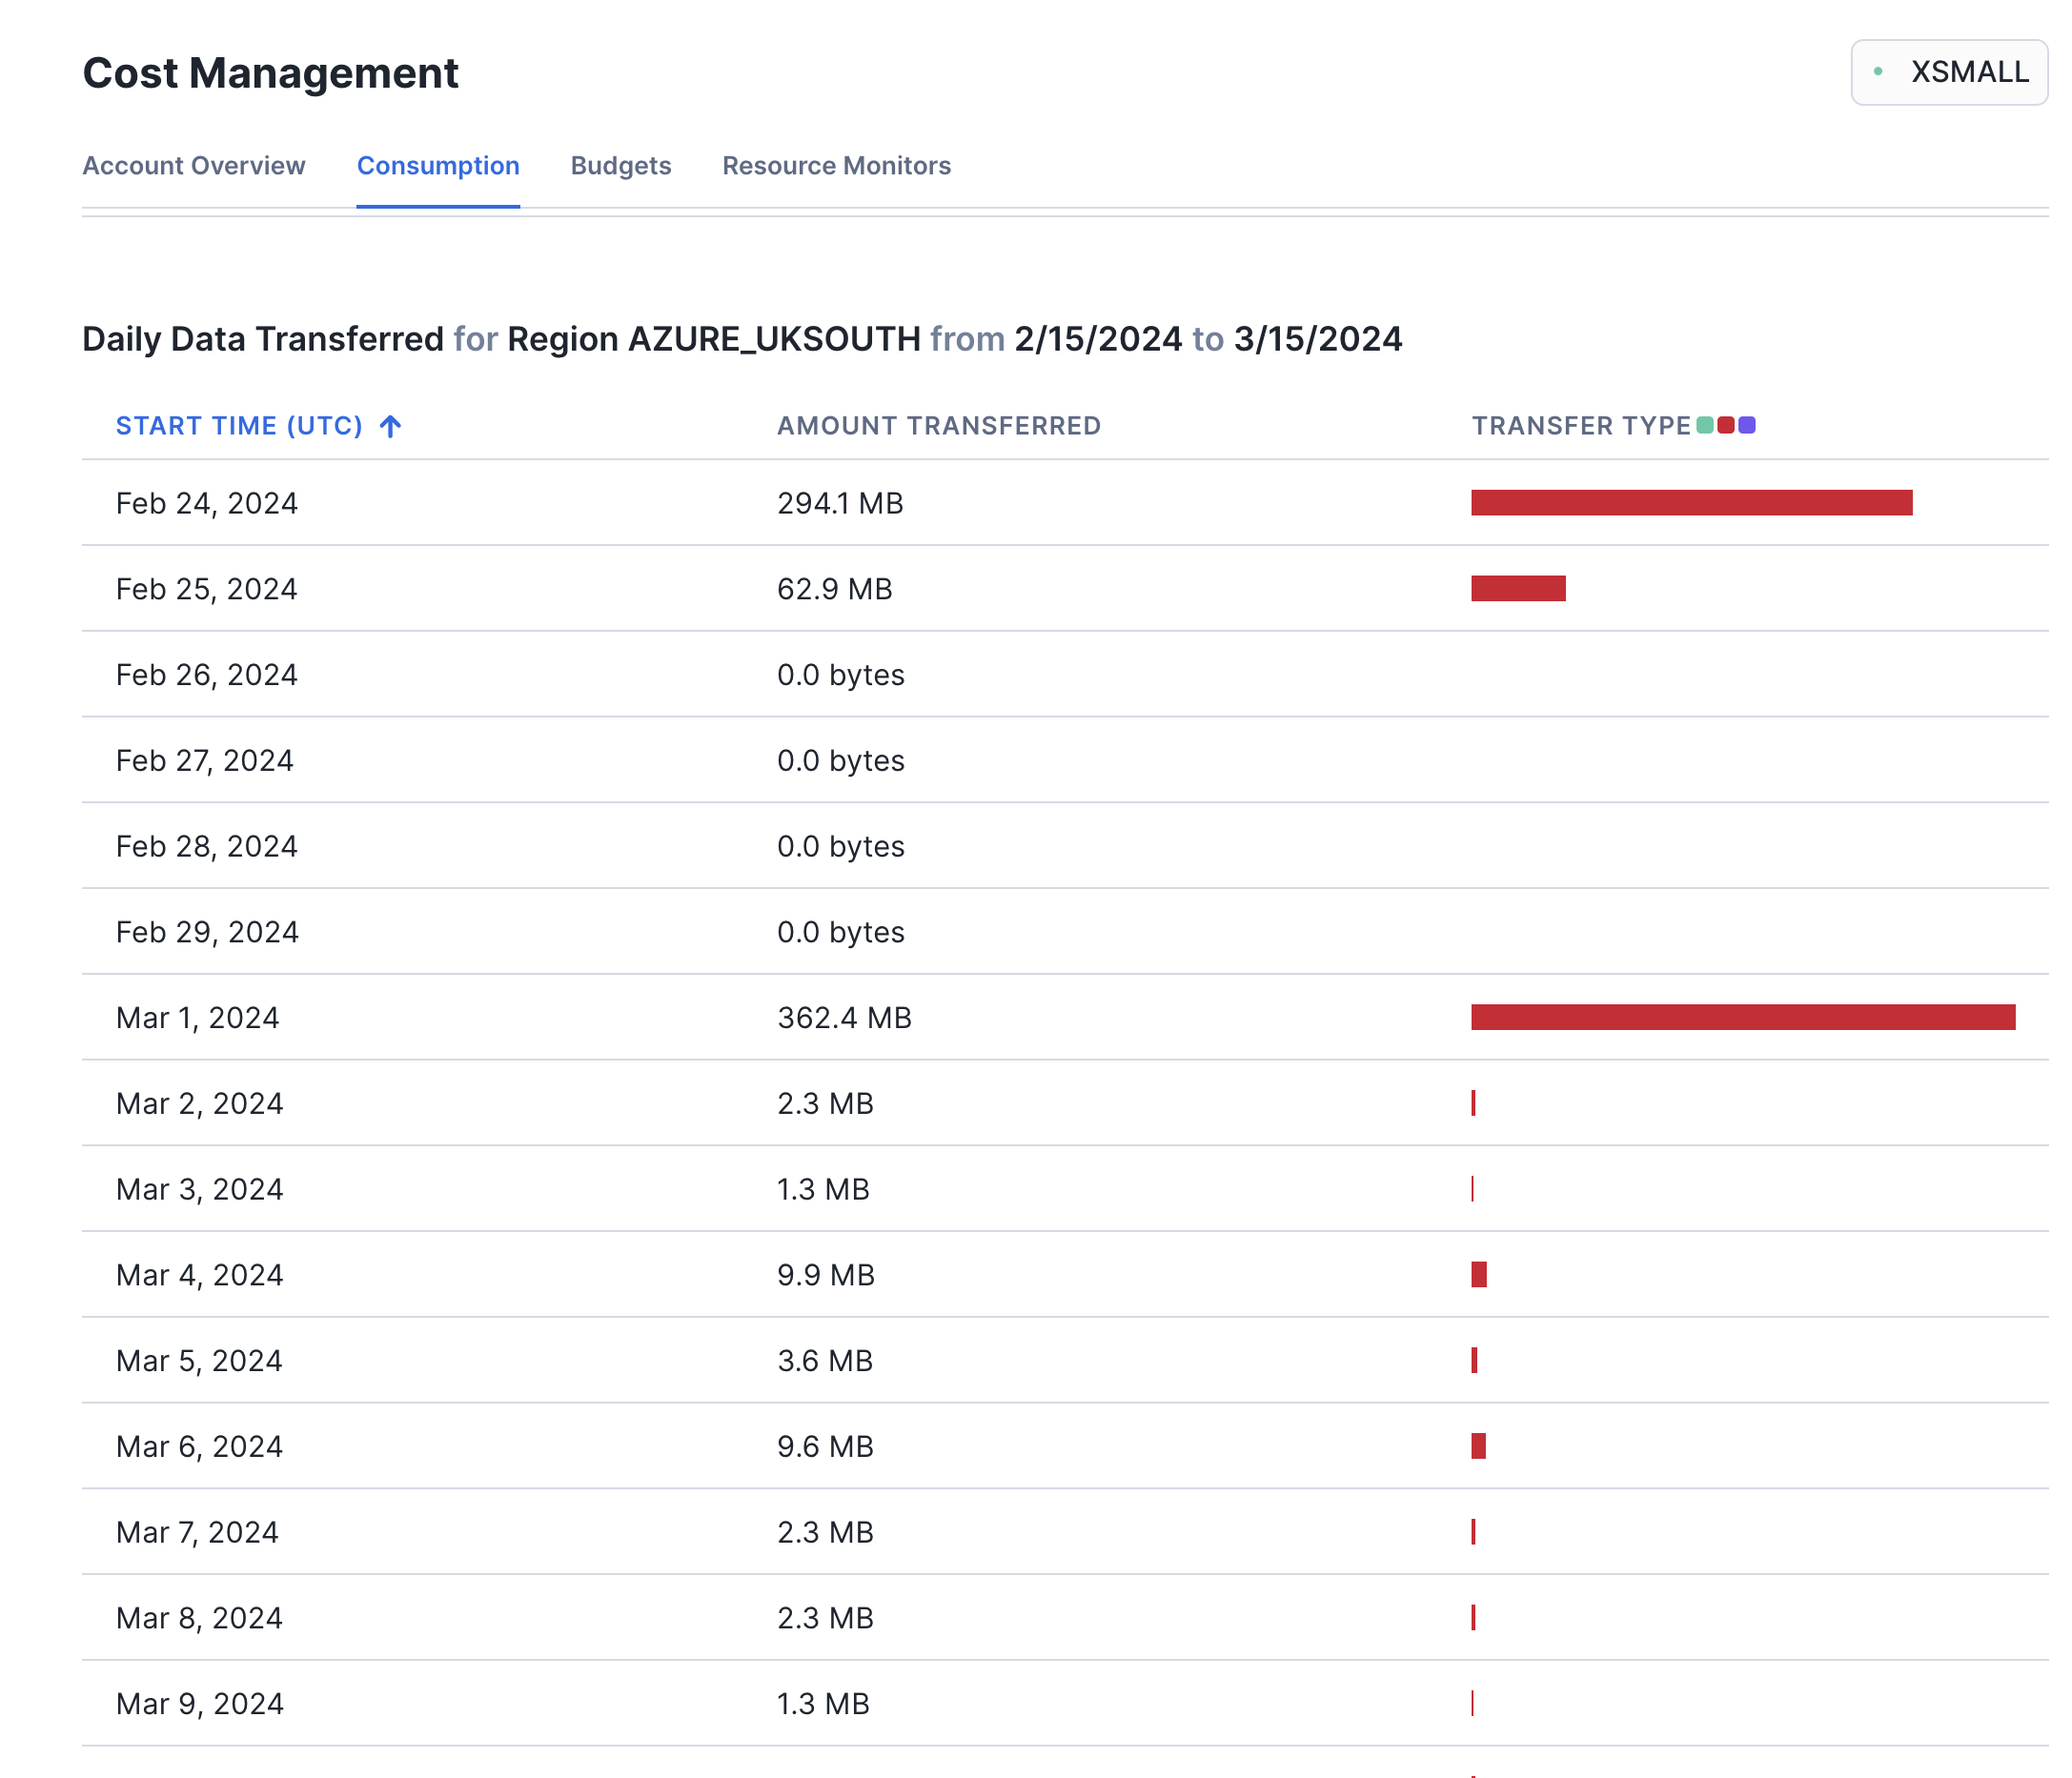 Cost Management
XSMALL
Account Overview Consumption Budgets Resource Monitors
Daily Data Transferred for Region AZURE_UKSOUTH from 2/15/2024 to 3/15/2024
START TIME (UTC) ↑ AMOUNT TRANSFERRED TRANSFER TYPE
Feb 24, 2024 294.1 MB
Feb 25, 2024 62.9 MB
Feb 26, 2024 0.0 bytes
Feb 27, 2024 0.0 bytes
Feb 28, 2024 0.0 bytes
Feb 29, 2024 0.0 bytes
Mar 1, 2024 362.4 MB
Mar 2, 2024 2.3 MB
Mar 3, 2024 1.3 MB
Mar 4, 2024 9.9 MB
Mar 5, 2024 3.6 MB
Mar 6, 2024 9.6 MB
Mar 7, 2024 2.3 MB
Mar 8, 2024 2.3 MB
Mar 9, 2024 1.3 MB